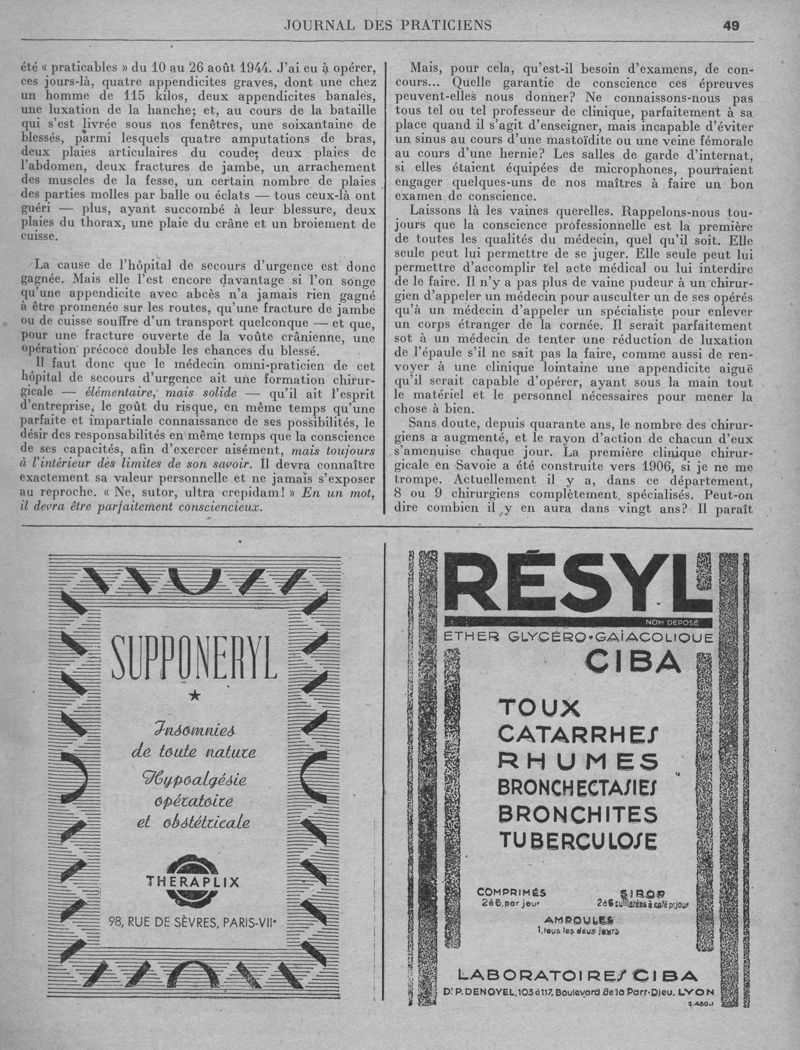 JOURNAL DES PRATICIENS
49
été « praticables » du 10 au 26 août 1944. J'ai eu à opérer,
ces jours-là, quatre appendicites graves, dont une chez
un homme de 115 kilos, deux appendicites banales,
une luxation de la hanche; et, au cours de la bataille
qui s'est livrée sous nos fenêtres, une soixantaine de
blessés, parmi lesquels quatre amputations de bras,
deux plaies articulaires du coude; deux plaies de
l'abdomen, deux fractures de jambe, un arrachement
des muscles de la fesse, un certain nombre de plaies
des parties molles par balle ou éclats — tous ceux-là ont
guéri — plus, ayant succombé à leur blessure, deux
plaies du thorax, une plaie du crâne et un broiement de
cuisse.
La cause de l'hôpital de secours d'urgence est donc
gagnée. Mais elle l'est encore davantage si l'on songe
qu'une appendicite avec abcès n'a jamais rien gagné
à être promenée sur les routes, qu'une fracture de jambe
ou de cuisse souffre d'un transport quelconque — et que,
pour une fracture ouverte de la voûte crânienne, une
opération précoce double les chances du blessé.
Il faut donc que le médecin omni-praticien de cet
hôpital de secours d'urgence ait une formation chirur-
gicale — élémentaire, mais solide — qu'il ait l'esprit
d'entreprise, le goût du risque, en même temps qu'une
parfaite et impartiale connaissance de ses possibilités, le
désir des responsabilités en même temps que la conscience
de ses capacités, afin d'exercer aisément, mais toujours
à l'intérieur des limites de son savoir. Il devra connaître
exactement sa valeur personnelle et ne jamais s'exposer
au reproche. « Ne, sutor, ultra crepidam! » En un mot,
il devra être parfaitement consciencieux.
Mais, pour cela, qu'est-il besoin d'examens, de con-
cours... Quelle garantie de conscience ces épreuves
peuvent-elles nous donner? Ne connaissons-nous pas
tous tel ou tel professeur de clinique, parfaitement à sa
place quand il s'agit d'enseigner, mais incapable d'éviter
un sinus au cours d'une mastoïdite ou une veine fémorale
au cours d'une hernie? Les salles de garde d'internat,
si elles étaient équipées de microphones, pourraient
engager quelques-uns de nos maîtres à faire un bon
examen de conscience.
Laissons là les vaines querelles. Rappelons-nous tou-
jours que la conscience professionnelle est la première
de toutes les qualités du médecin, quel qu'il soit. Elle
seule peut lui permettre de se juger. Elle seule peut lui
permettre d'accomplir tel acte médical ou lui interdire
de le faire. Il n'y a pas plus de vaine pudeur à un chirur-
gien d'appeler un médecin pour ausculter un de ses opérés
qu'à un médecin d'appeler un spécialiste pour enlever
un corps étranger de la cornée. Il serait parfaitement
sot à un médecin de tenter une réduction de luxation
de l'épaule s'il ne sait pas la faire, comme aussi de ren-
voyer à une clinique lointaine une appendicite aiguë
qu'il serait capable d'opérer, ayant sous la main tout
le matériel et le personnel nécessaires pour mener la
chose à bien.
Sans doute, depuis quarante ans, le nombre des chirur-
giens a augmenté, et le rayon d'action de chacun d'eux
s'amenuise chaque jour. La première clinique chirur-
gicale en Savoie a été construite vers 1906, si je ne me
trompe. Actuellement il y a, dans ce département,
8 ou 9 chirurgiens complètement spécialisés. Peut-on
dire combien il y en aura dans vingt ans? Il paraît
SUPPONERYL
Insomnies
de toute nature
Hypoalgésie
opératoire
et obstétricale
THERAPLIX
98, RUE DE SÈVRES, PARIS-VIIe
RÉSYL
NOM DÉPOSÉ
ETHER GLYCÉRO-GAÏACOLIQUE
CIBA
TOUX
CATARRHES
RHUMES
BRONCHECTASIES
BRONCHITES
TUBERCULOSE
COMPRIMÉS
2 à 6, par jour
SIROP
2 à 6 cuillerées à café pr jour
AMPOULES
1, tous les deux jours
LABORATOIRES CIBA
Dr P. DENOYEL, 103 à 117, Boulevard de la Part-Dieu, LYON